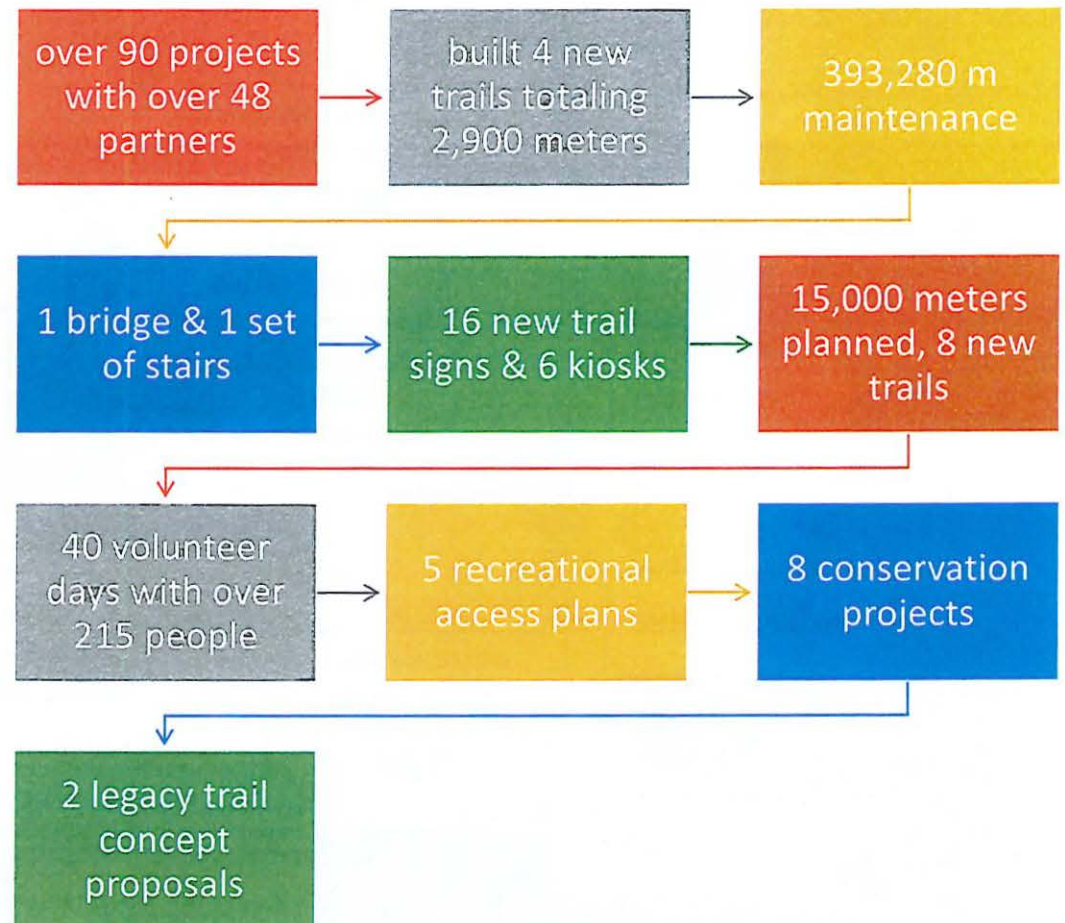 over 90 projects
with over 48
partners
built 4 new
trails totaling
2,900 meters
393,280 m
maintenance
1 bridge & 1 set
of stairs
16 new trail
signs & 6 kiosks
15,000 meters
planned, 8 new
trails
40 volunteer
days with over
215 people
5 recreational
access plans
8 conservation
projects
2 legacy trail
concept
proposals